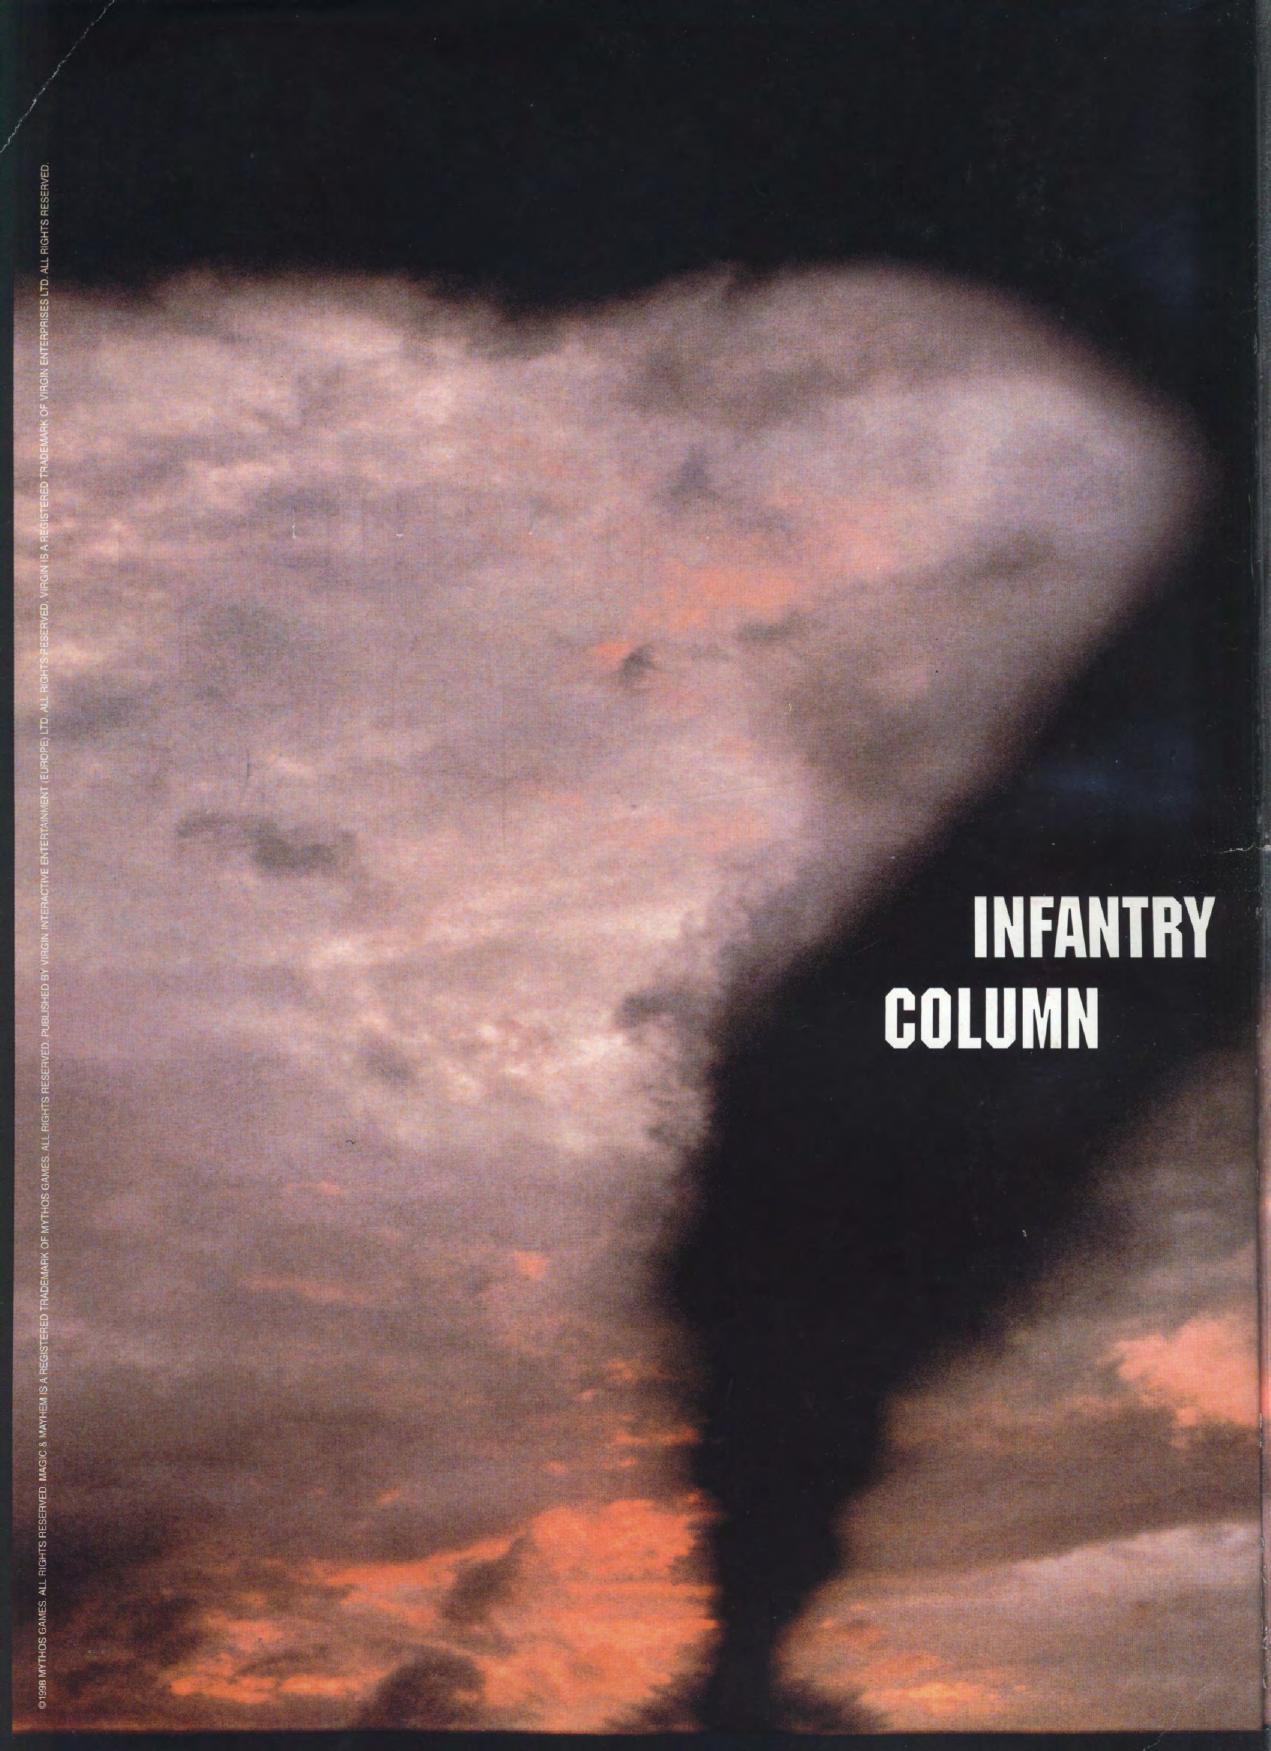 INFANTRY
COLUMN
©1998 MYTHOS GAMES. ALL RIGHTS RESERVED. MAGIC & MAYHEM IS A REGISTERED TRADEMARK OF MYTHOS GAMES. ALL RIGHTS RESERVED. PUBLISHED BY VIRGIN INTERACTIVE ENTERTAINMENT (EUROPE) LTD. ALL RIGHTS RESERVED. VIRGIN IS A REGISTERED TRADEMARK OF VIRGIN ENTERPRISES LTD. ALL RIGHTS RESERVED.